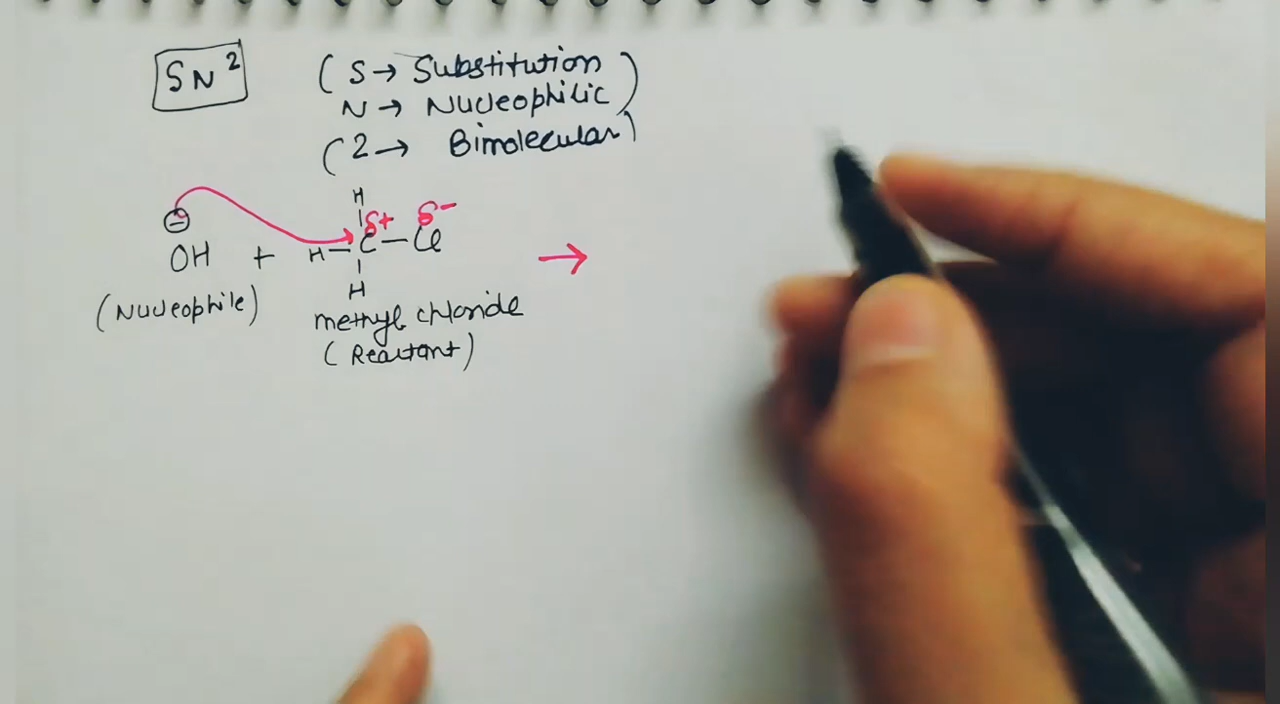 SN²
(S → Substitution
N → Nucleophilic)
(2 → Bimolecular)
H
δ+ δ-
⊖
OH + H-C-Cl →
H
(Nucleophile)
methyl chloride
(Reactant)